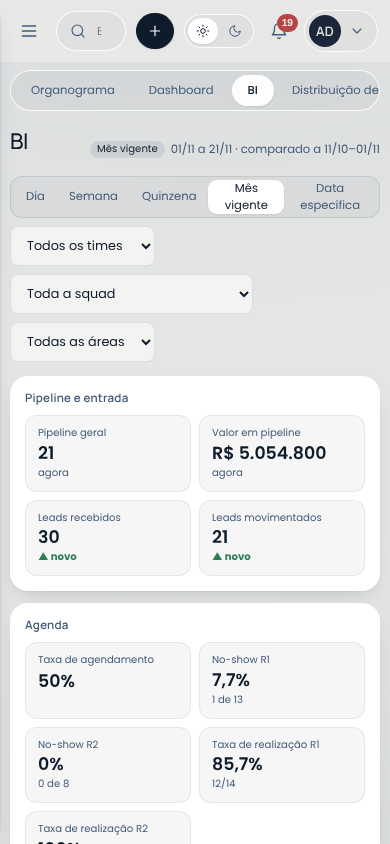 19
AD
Organograma Dashboard BI Distribuição de
BI
Mês vigente 01/11 a 21/11 · comparado a 11/10–01/11
Dia Semana Quinzena Mês vigente Data específica
Todos os times
Toda a squad
Todas as áreas
Pipeline e entrada
Pipeline geral
21
agora
Valor em pipeline
R$ 5.054.800
agora
Leads recebidos
30
▲ novo
Leads movimentados
21
▲ novo
Agenda
Taxa de agendamento
50%
No-show R1
7,7%
1 de 13
No-show R2
0%
0 de 8
Taxa de realização R1
85,7%
12/14
Taxa de realização R2